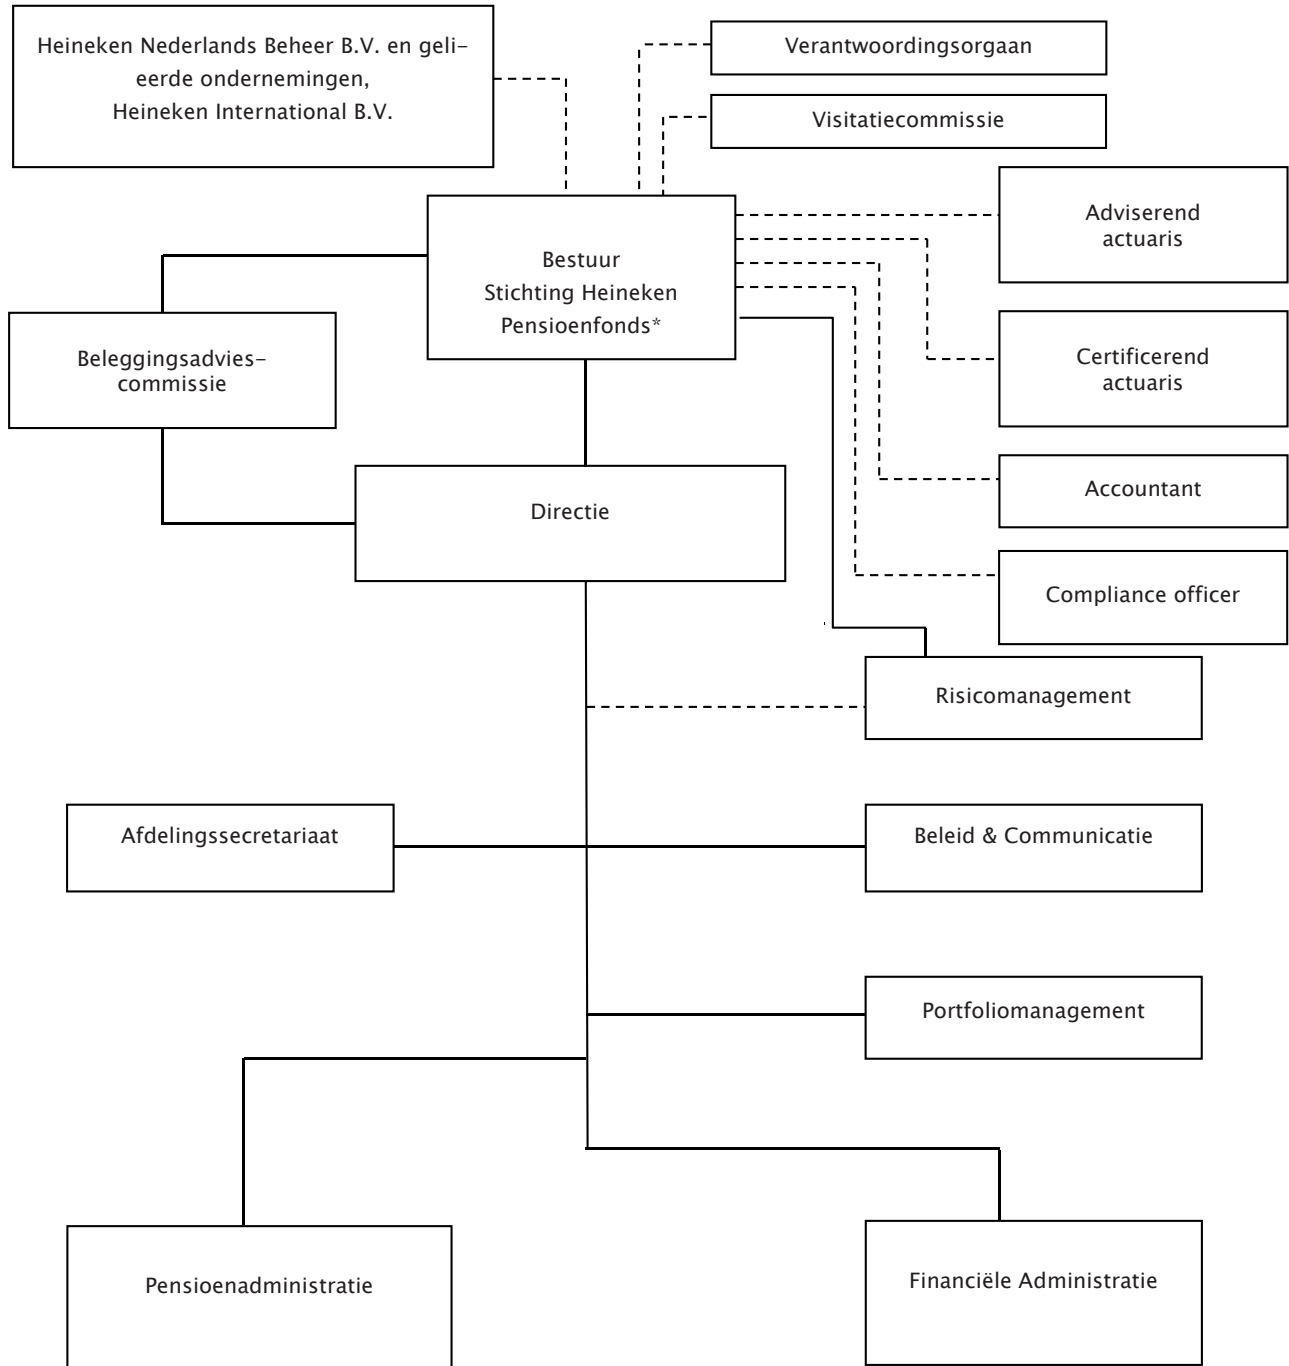 Heineken Nederlands Beheer B.V. en geli-
eerde ondernemingen,
Heineken International B.V.
Verantwoordingsorgaan
Visitatiecommissie
Adviserend
actuaris
Bestuur
Stichting Heineken
Pensioenfonds*
Beleggingsadvies-
commissie
Certificerend
actuaris
Accountant
Directie
Compliance officer
Risicomanagement
Afdelingssecretariaat
Beleid & Communicatie
Portfoliomanagement
Pensioenadministratie
Financiële Administratie